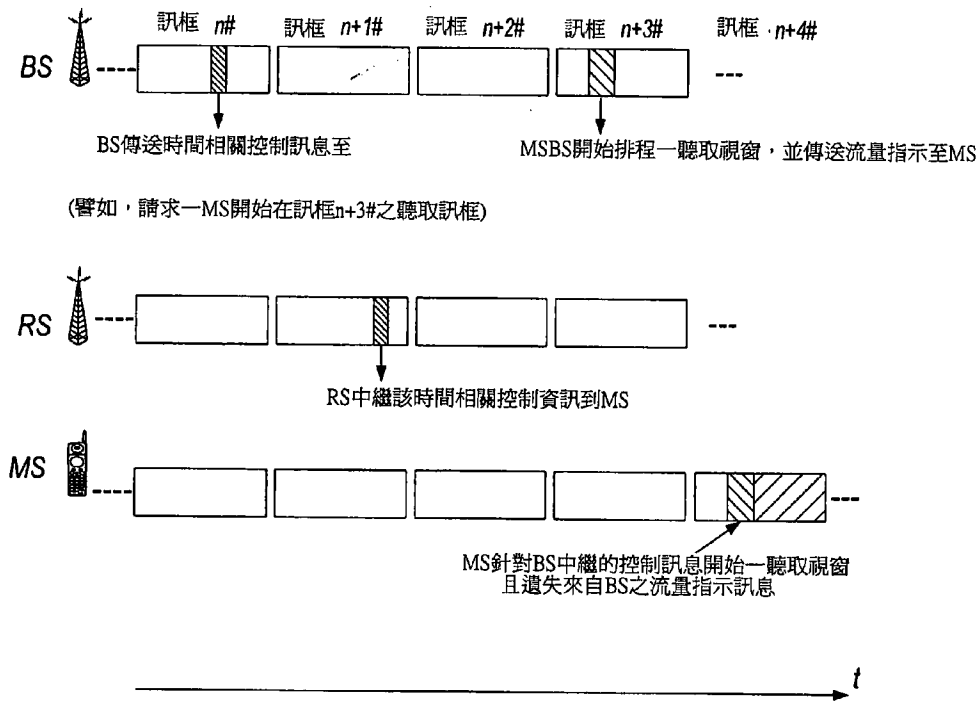 訊框 n# 訊框 n+1# 訊框 n+2# 訊框 n+3# 訊框 n+4#
BS
BS傳送時間相關控制訊息至
MSBS開始排程一聽取視窗，並傳送流量指示至MS
(譬如，請求一MS開始在訊框n+3#之聽取訊框)
RS
RS中繼該時間相關控制資訊到MS
MS
MS針對BS中繼的控制訊息開始一聽取視窗
且遺失來自BS之流量指示訊息
t